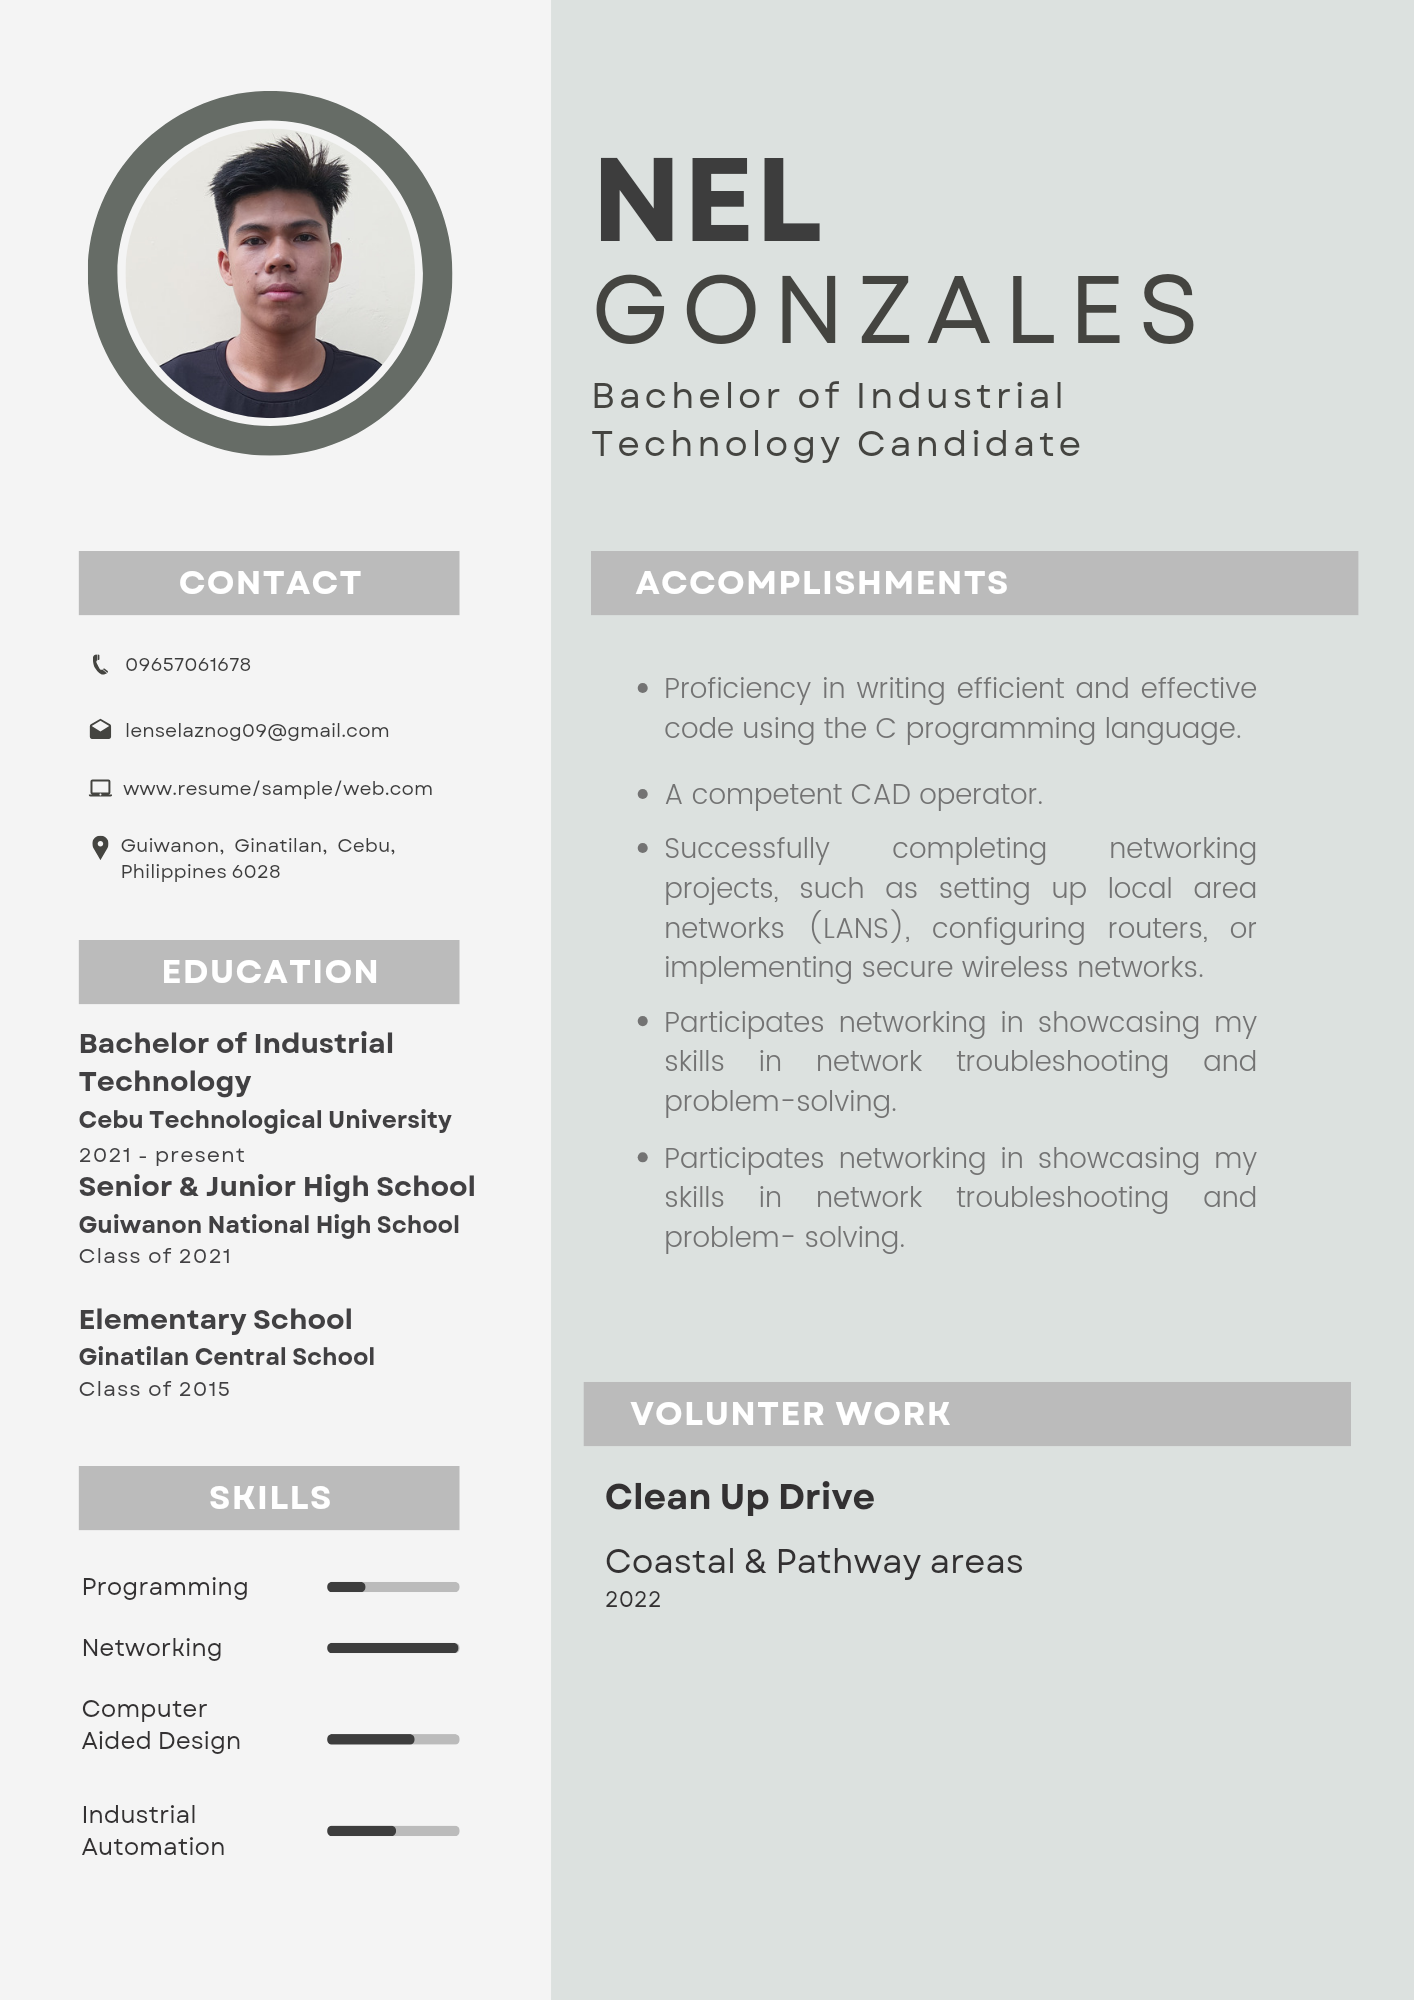 NEL
GONZALES
Bachelor of Industrial
Technology Candidate
CONTACT
09657061678
lenselaznog09@gmail.com
www.resume/sample/web.com
Guiwanon, Ginatilan, Cebu,
Philippines 6028
EDUCATION
Bachelor of Industrial
Technology
Cebu Technological University
2021 - present
Senior & Junior High School
Guiwanon National High School
Class of 2021
Elementary School
Ginatilan Central School
Class of 2015
SKILLS
Programming
Networking
Computer
Aided Design
Industrial
Automation
ACCOMPLISHMENTS
• Proficiency in writing efficient and effective
code using the C programming language.
• A competent CAD operator.
• Successfully completing networking
projects, such as setting up local area
networks (LANS), configuring routers, or
implementing secure wireless networks.
• Participates networking in showcasing my
skills in network troubleshooting and
problem-solving.
• Participates networking in showcasing my
skills in network troubleshooting and
problem- solving.
VOLUNTER WORK
Clean Up Drive
Coastal & Pathway areas
2022